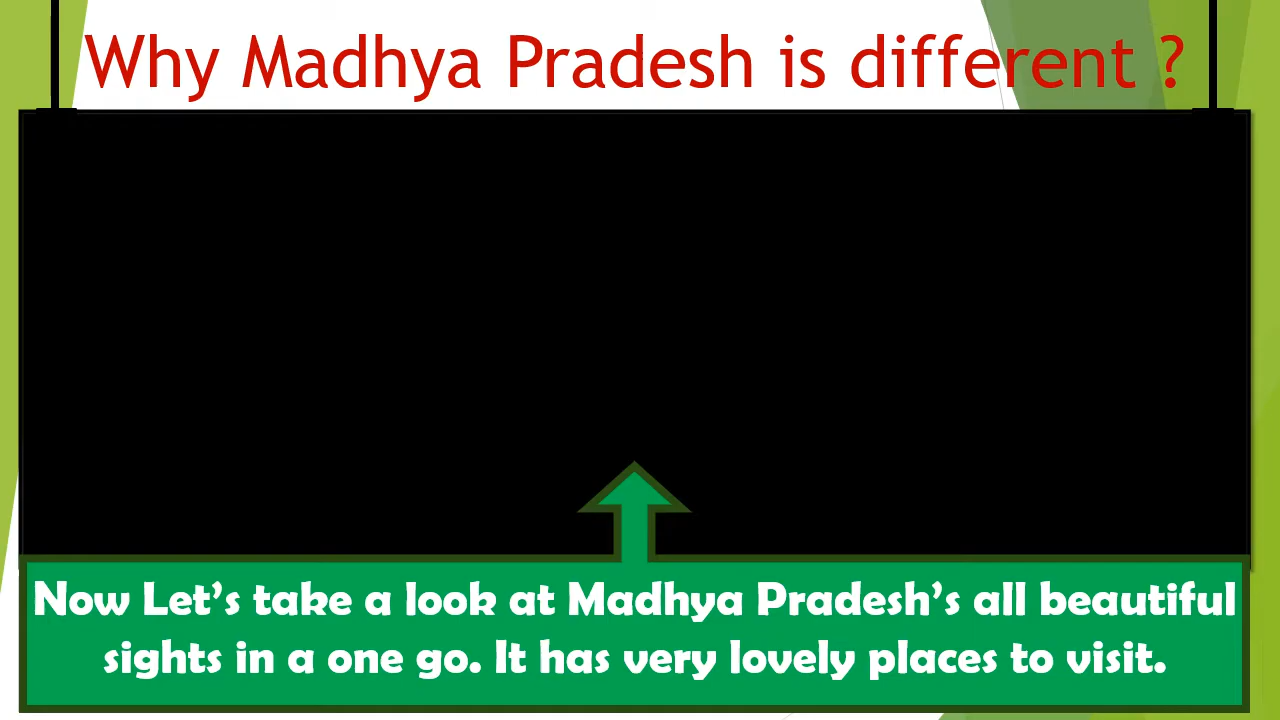 Why Madhya Pradesh is different ?
Now Let’s take a look at Madhya Pradesh’s all beautiful
sights in a one go. It has very lovely places to visit.